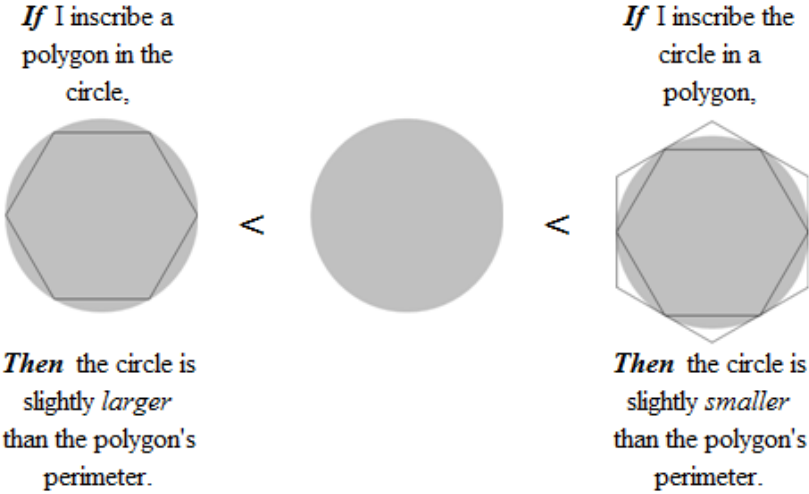 If I inscribe a
polygon in the
circle,
If I inscribe the
circle in a
polygon,
<
<
Then the circle is
slightly larger
than the polygon's
perimeter.
Then the circle is
slightly smaller
than the polygon's
perimeter.